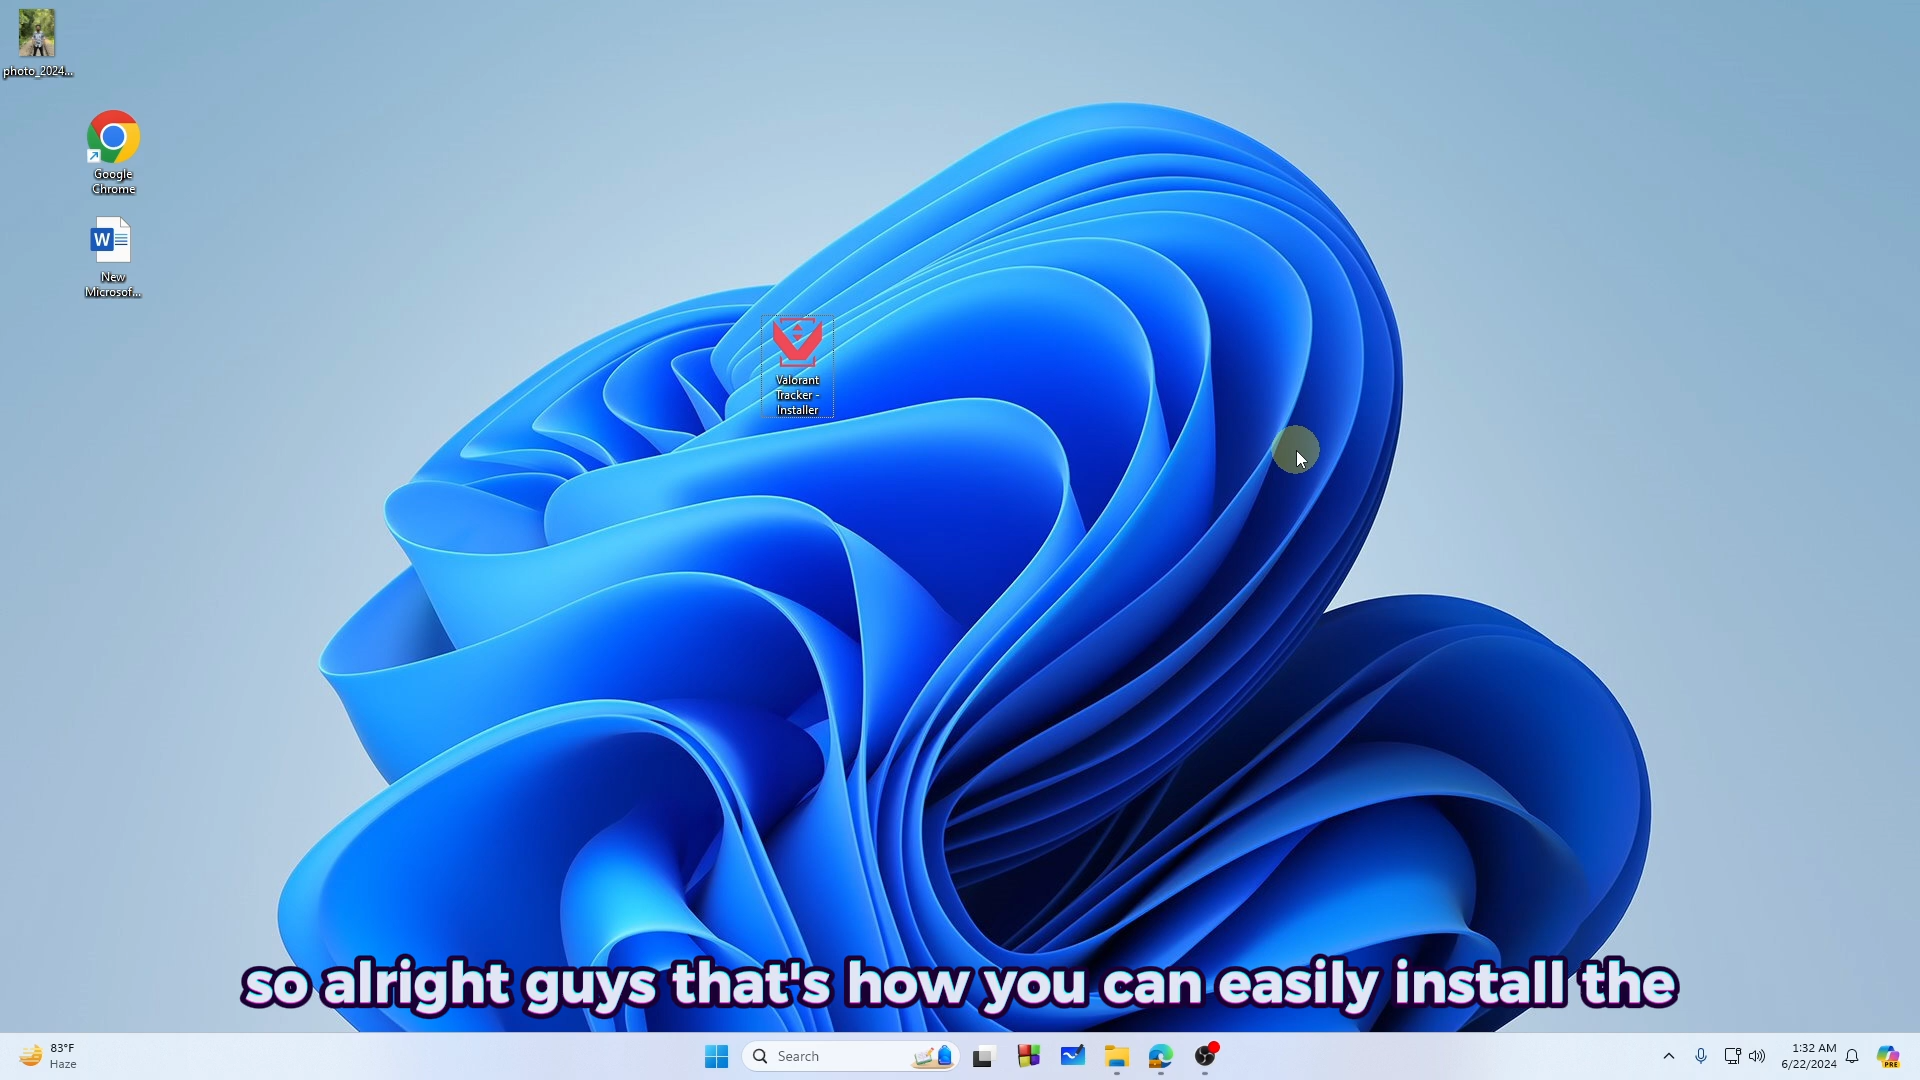 photo_2024...
Google
Chrome
New
Microsof...
Valorant
Tracker -
Installer
so alright guys that's how you can easily install the
83°F
Haze
Search
1:32 AM
6/22/2024
PRE